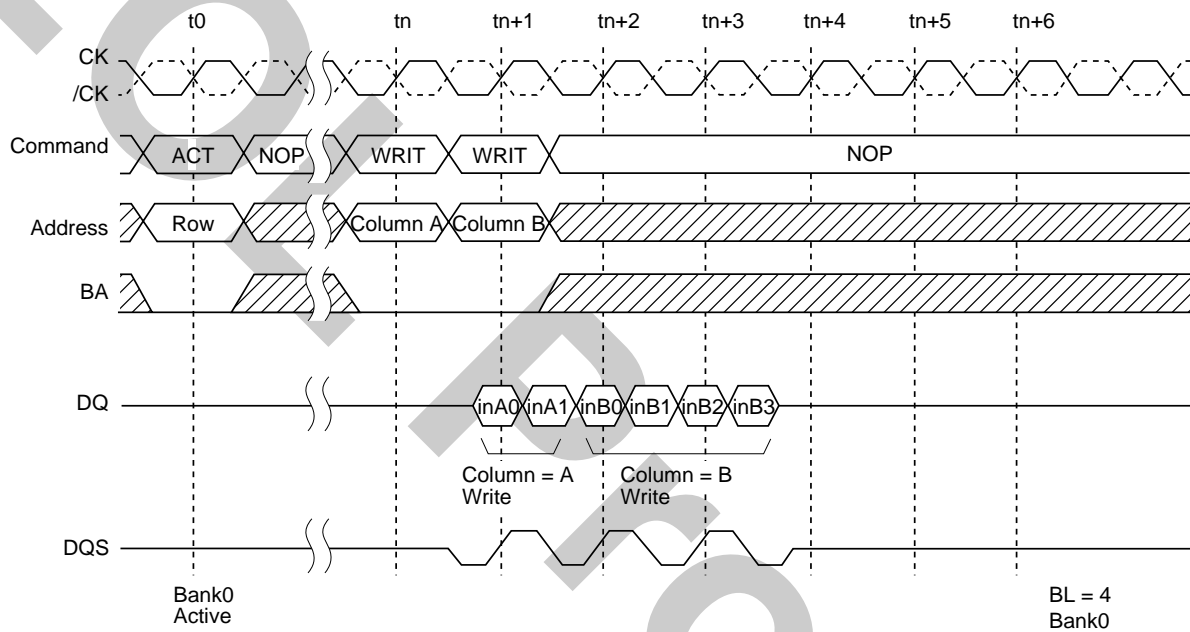 t0 tn tn+1 tn+2 tn+3 tn+4 tn+5 tn+6
CK
/CK
Command ACT NOP WRIT WRIT NOP
Address Row Column A Column B
BA
DQ inA0 inA1 inB0 inB1 inB2 inB3
Column = A Column = B
Write Write
DQS
Bank0 BL = 4
Active Bank0